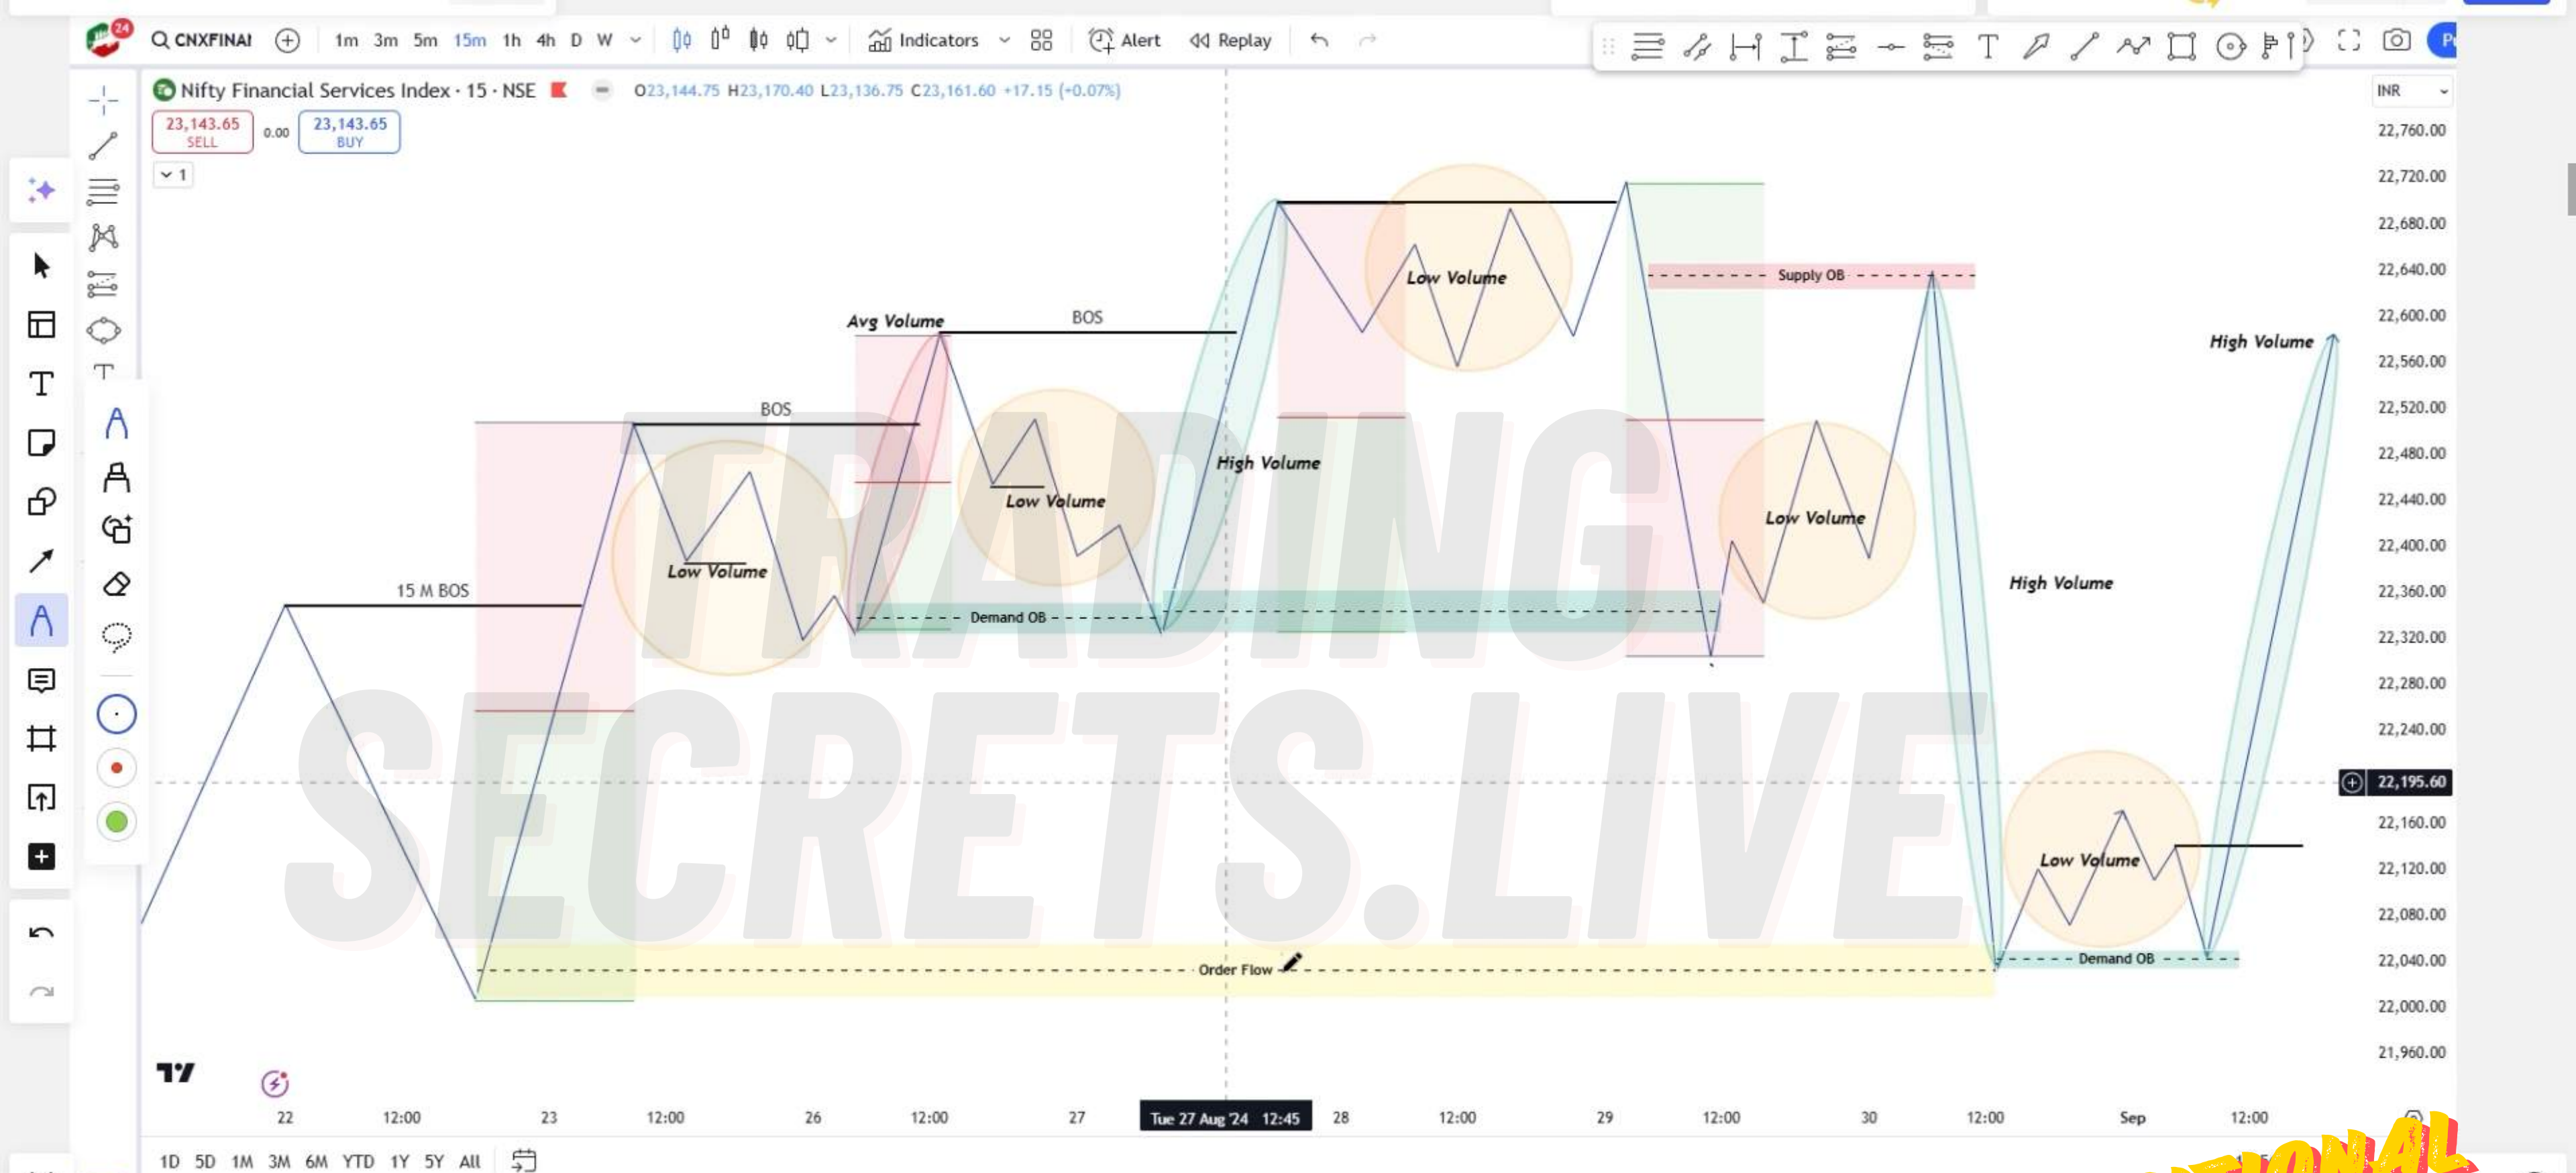 24
CNXFINAI
1m 3m 5m 15m 1h 4h D W
Indicators
Alert
Replay
Nifty Financial Services Index · 15 · NSE
O23,144.75 H23,170.40 L23,136.75 C23,161.60 +17.15 (+0.07%)
INR
23,143.65
SELL
0.00
23,143.65
BUY
1
22,760.00
22,720.00
22,680.00
22,640.00
22,600.00
22,560.00
22,520.00
22,480.00
22,440.00
22,400.00
22,360.00
22,320.00
22,280.00
22,240.00
22,195.60
22,160.00
22,120.00
22,080.00
22,040.00
22,000.00
21,960.00
Low Volume
Supply OB
Avg Volume
BOS
High Volume
BOS
High Volume
Low Volume
Low Volume
Low Volume
High Volume
15 M BOS
Demand OB
Low Volume
Demand OB
Order Flow
TRADING
SECRETS.LIVE
22 12:00 23 12:00 26 12:00 27 Tue 27 Aug '24 12:45 28 12:00 29 12:00 30 12:00 Sep 12:00
1D 5D 1M 3M 6M YTD 1Y 5Y All